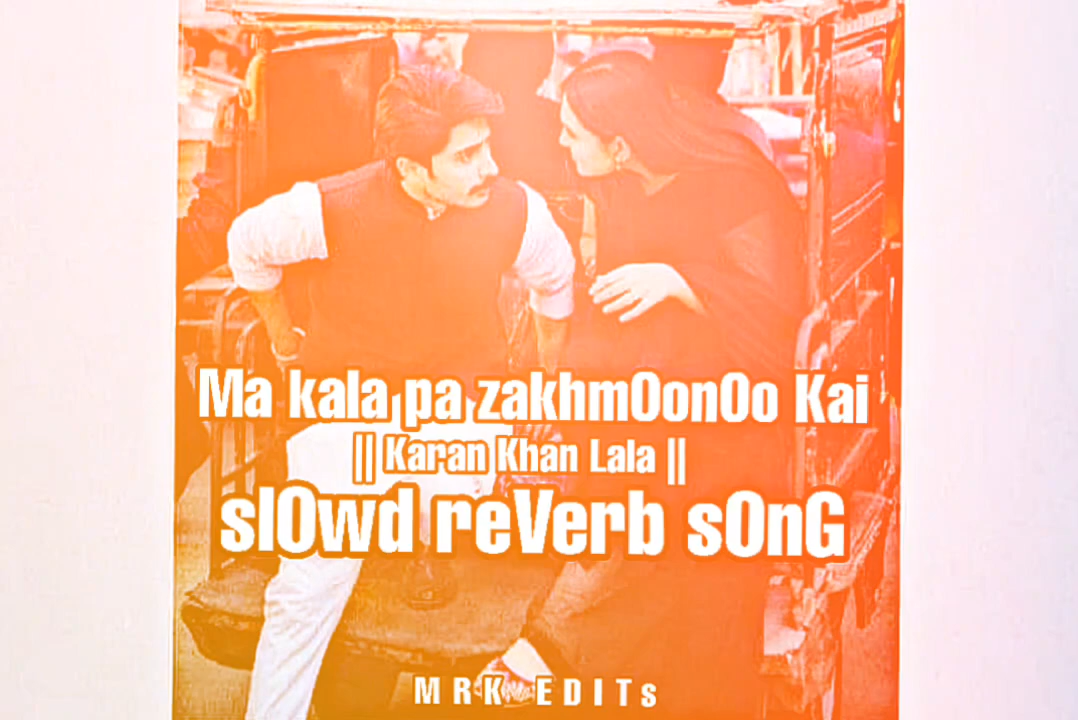 Ma kala pa zakhmOonOo Kai
|| Karan Khan Lala ||
slOwd reVerb sOnG
MRK EDITs